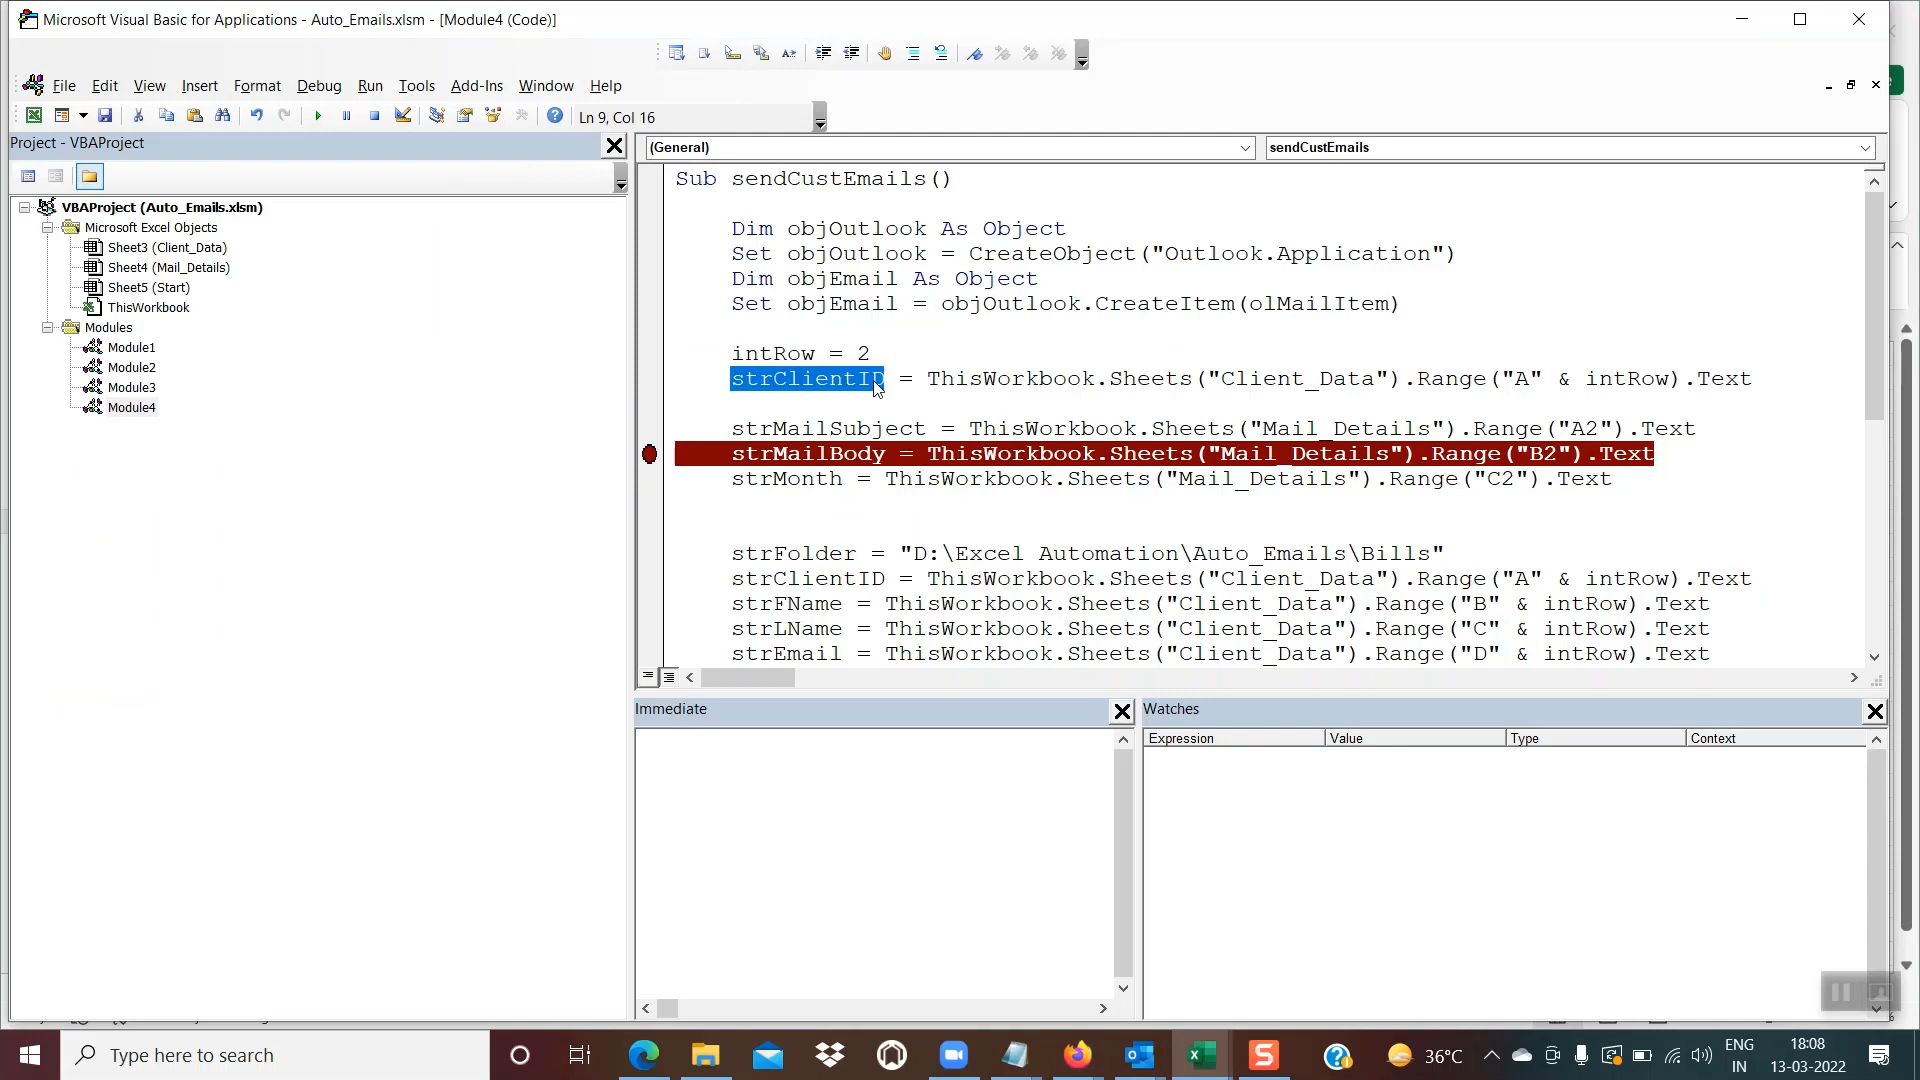 Microsoft Visual Basic for Applications - Auto_Emails.xlsm - [Module4 (Code)]
File Edit View Insert Format Debug Run Tools Add-Ins Window Help
Ln 9, Col 16
Project - VBAProject
(General)
sendCustEmails
VBAProject (Auto_Emails.xlsm)
Microsoft Excel Objects
Sheet3 (Client_Data)
Sheet4 (Mail_Details)
Sheet5 (Start)
ThisWorkbook
Modules
Module1
Module2
Module3
Module4
Sub sendCustEmails()
Dim objOutlook As Object
Set objOutlook = CreateObject("Outlook.Application")
Dim objEmail As Object
Set objEmail = objOutlook.CreateItem(olMailItem)
intRow = 2
strClientID = ThisWorkbook.Sheets("Client_Data").Range("A" & intRow).Text
strMailSubject = ThisWorkbook.Sheets("Mail_Details").Range("A2").Text
strMailBody = ThisWorkbook.Sheets("Mail_Details").Range("B2").Text
strMonth = ThisWorkbook.Sheets("Mail_Details").Range("C2").Text
strFolder = "D:\Excel Automation\Auto_Emails\Bills"
strClientID = ThisWorkbook.Sheets("Client_Data").Range("A" & intRow).Text
strFName = ThisWorkbook.Sheets("Client_Data").Range("B" & intRow).Text
strLName = ThisWorkbook.Sheets("Client_Data").Range("C" & intRow).Text
strEmail = ThisWorkbook.Sheets("Client_Data").Range("D" & intRow).Text
Immediate
Watches
Expression Value Type Context
Type here to search
36°C
ENG
IN
18:08
13-03-2022